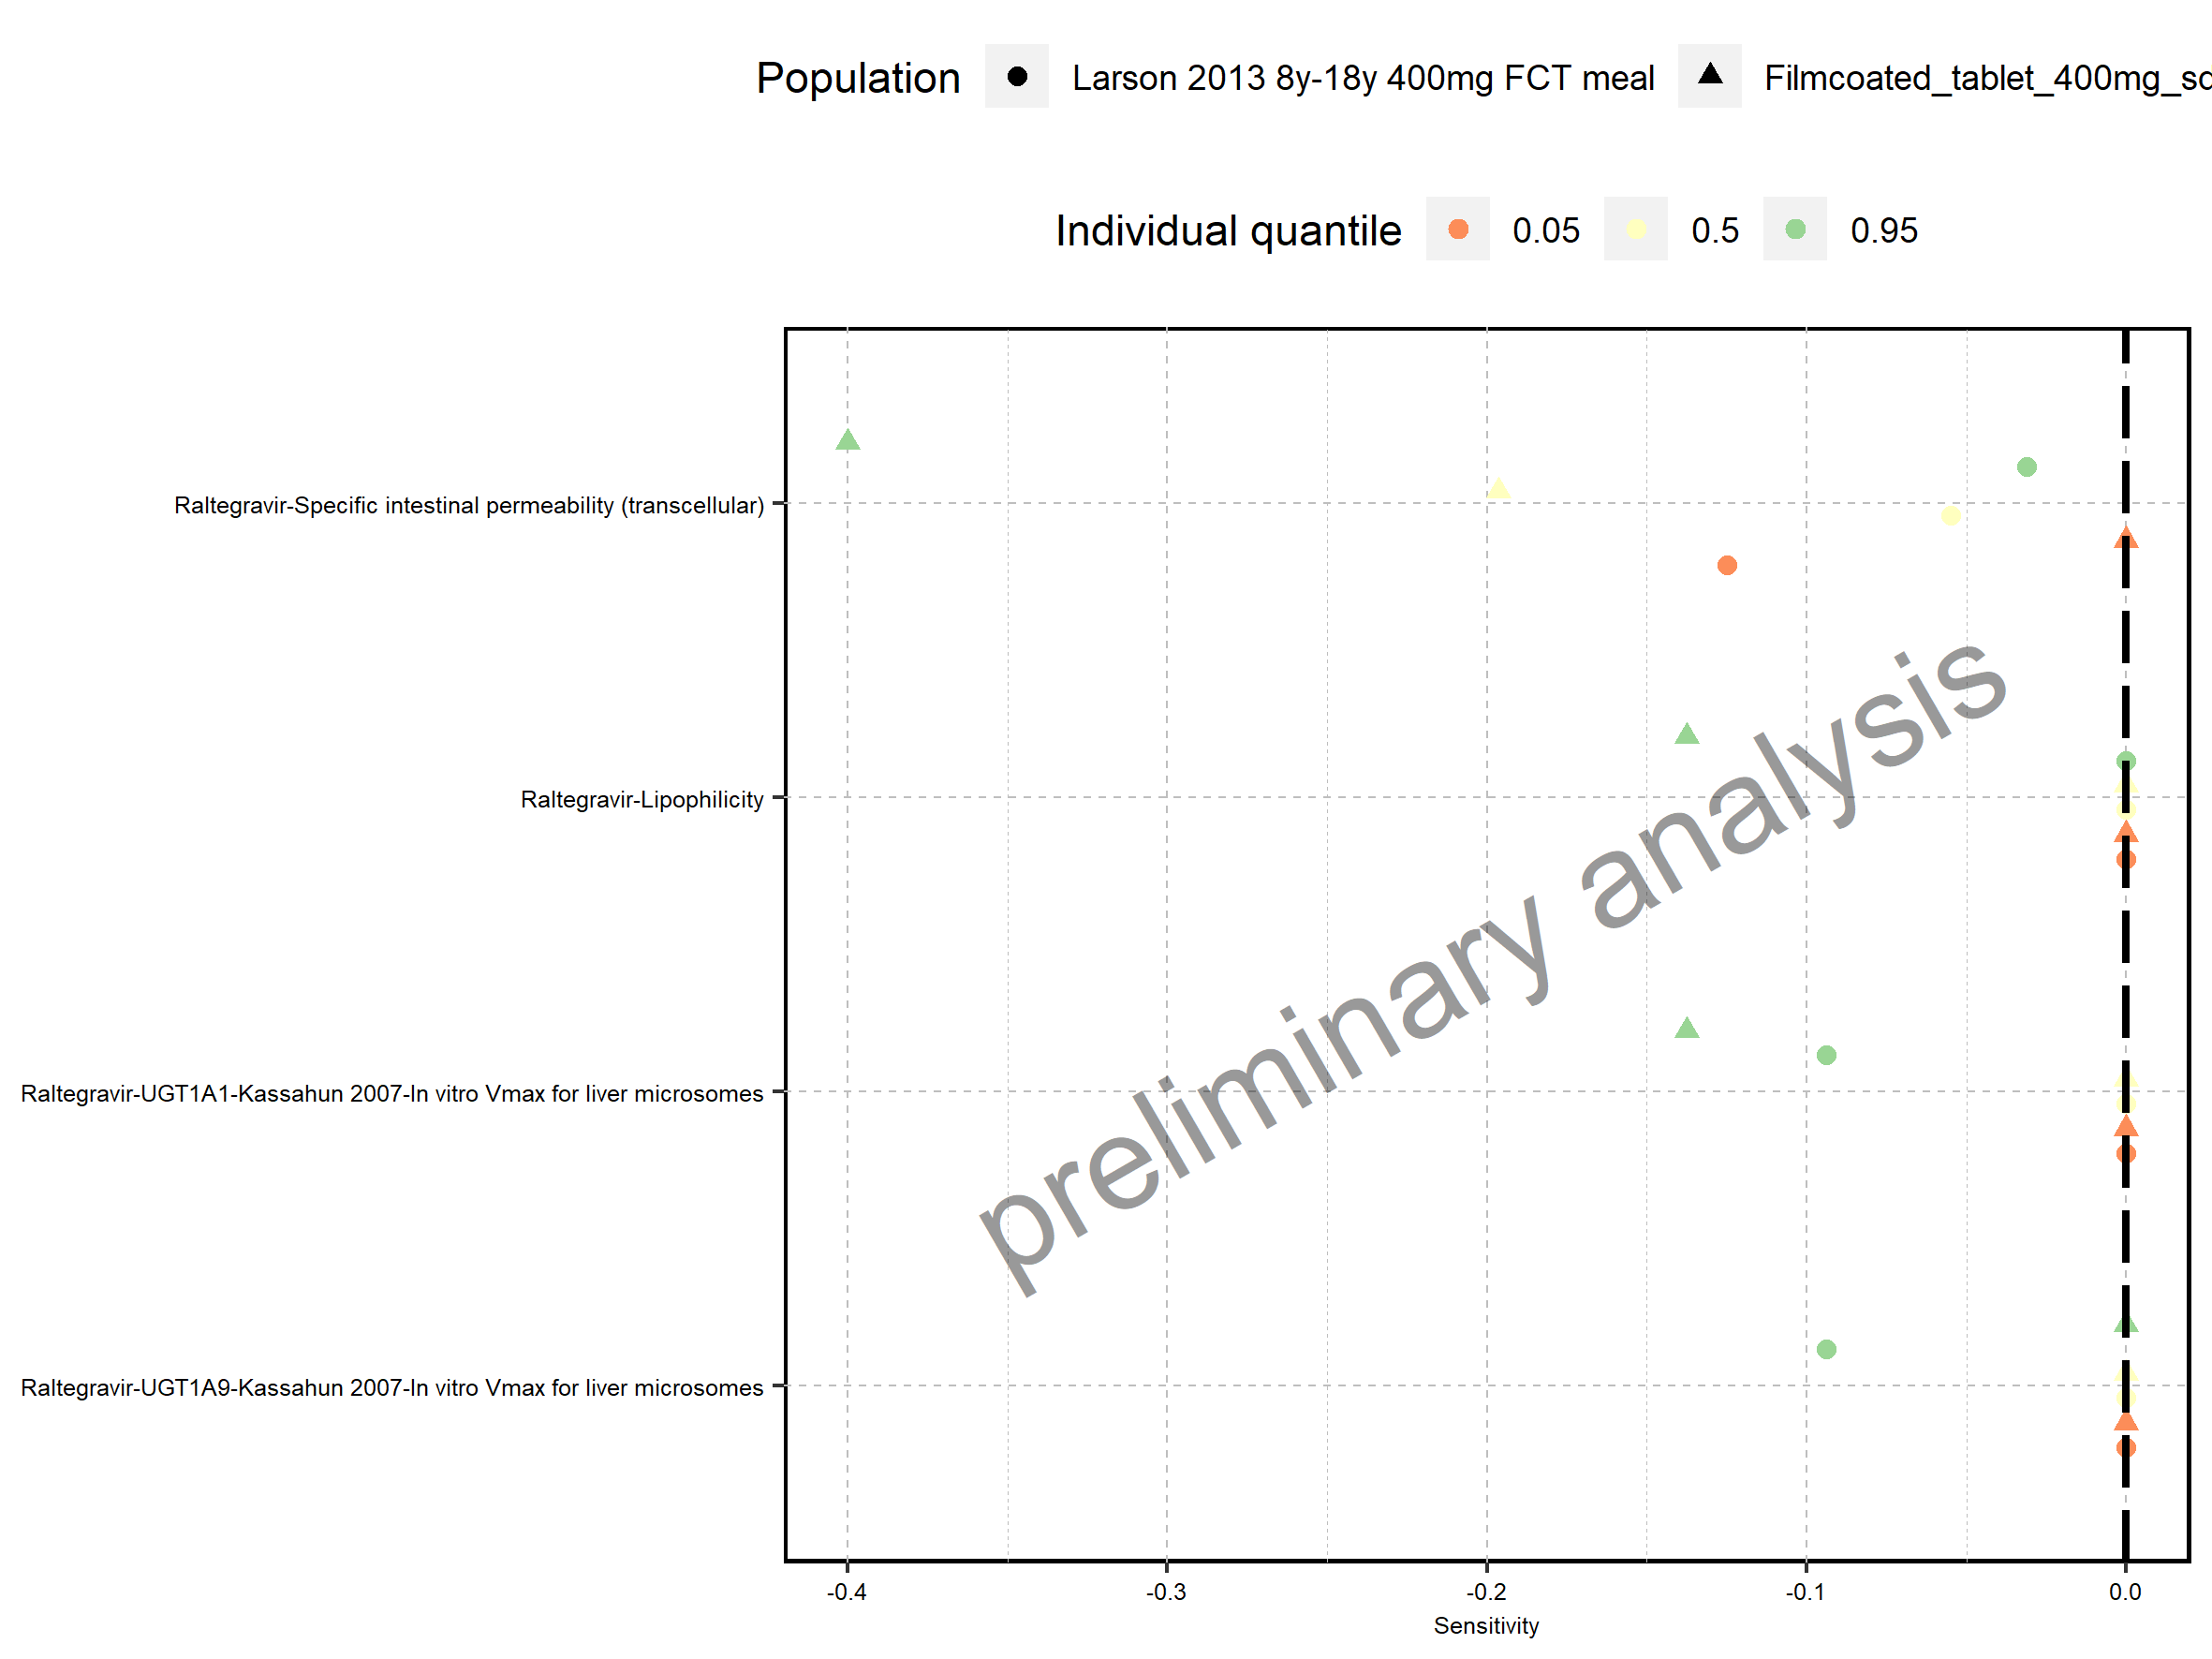 Population Larson 2013 8y-18y 400mg FCT meal Filmcoated_tablet_400mg_
Individual quantile 0.05 0.5 0.95
Raltegravir-Specific intestinal permeability (transcellular)
Raltegravir-Lipophilicity
Raltegravir-UGT1A1-Kassahun 2007-In vitro Vmax for liver microsomes
Raltegravir-UGT1A9-Kassahun 2007-In vitro Vmax for liver microsomes
preliminary analysis
-0.4 -0.3 -0.2 -0.1 0.0
Sensitivity